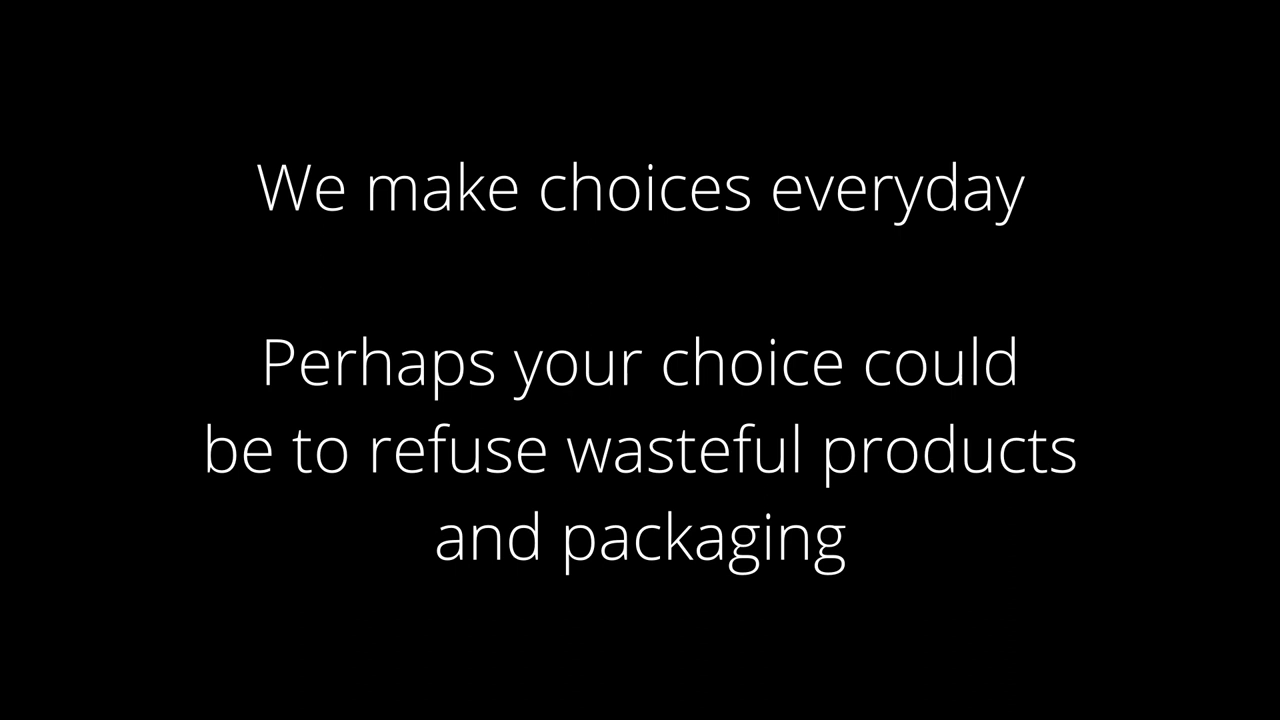 We make choices everyday
Perhaps your choice could
be to refuse wasteful products
and packaging